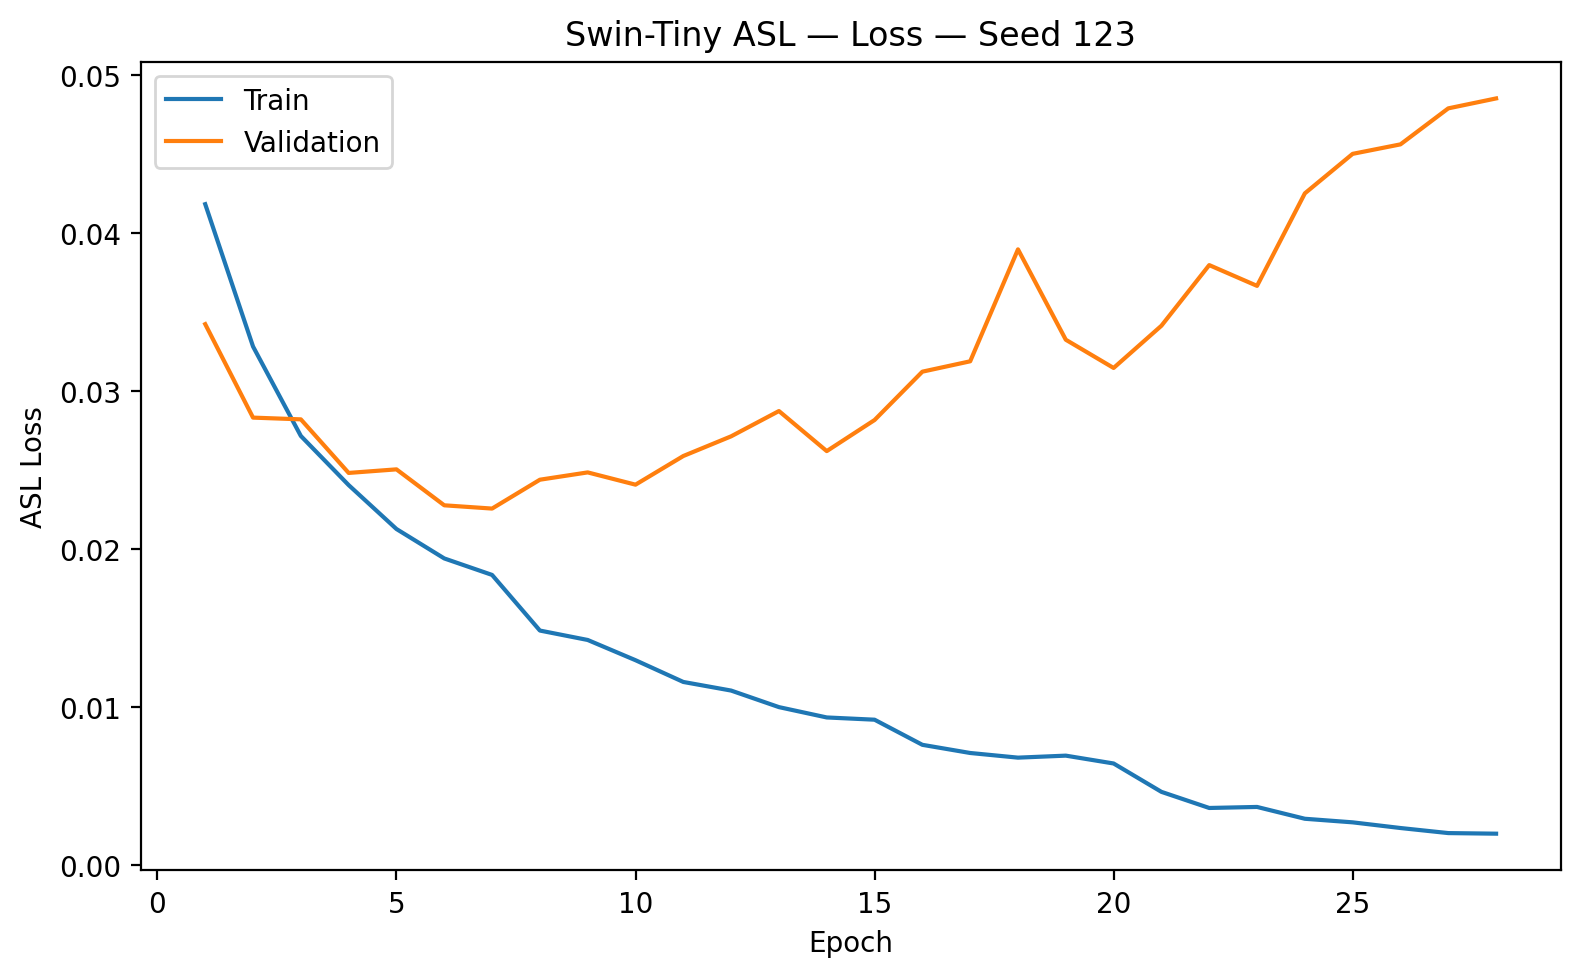 Swin-Tiny ASL — Loss — Seed 123
Train
Validation
ASL Loss
0.05
0.04
0.03
0.02
0.01
0.00
0 5 10 15 20 25
Epoch